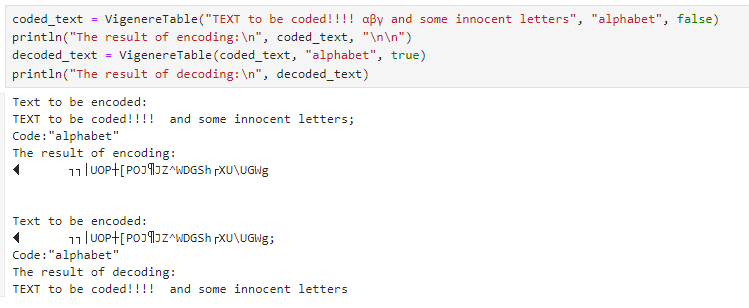 coded_text = VigenereTable("TEXT to be coded!!!! αβγ and some innocent letters", "alphabet", false)
println("The result of encoding:\n", coded_text, "\n\n")
decoded_text = VigenereTable(coded_text, "alphabet", true)
println("The result of decoding:\n", decoded_text)
Text to be encoded:
TEXT to be coded!!!!  and some innocent letters;
Code:"alphabet"
The result of encoding:
◄      ┐┐│UOP┼[POJ¶JZ^WDGSh┌XU\UGWg
Text to be encoded:
◄      ┐┐│UOP┼[POJ¶JZ^WDGSh┌XU\UGWg;
Code:"alphabet"
The result of decoding:
TEXT to be coded!!!!  and some innocent letters